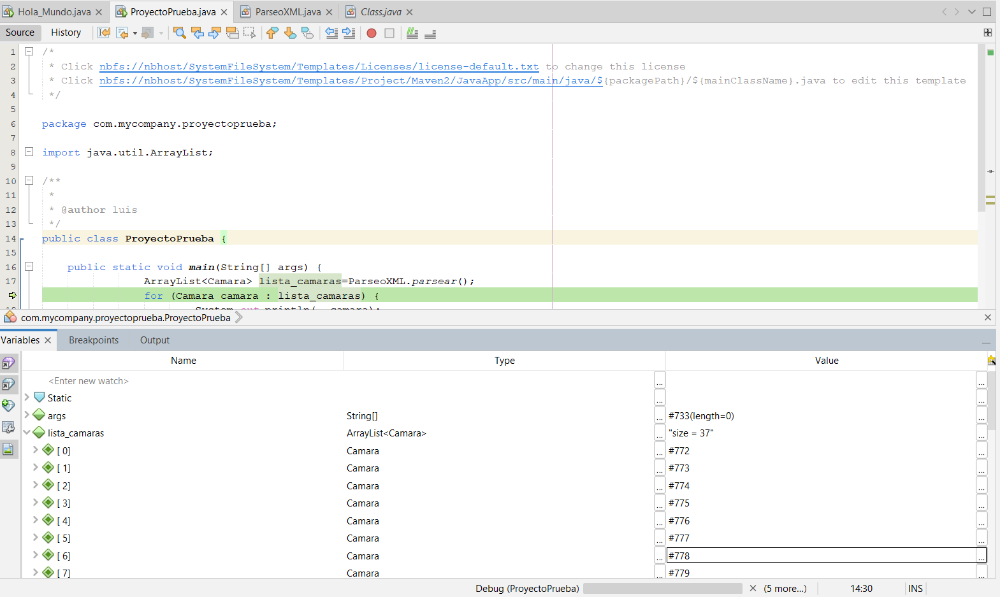 Hola_Mundo.java ProyectoPrueba.java ParseoXML.java Class.java
Source History
1 /*
2 * Click nbfs://nbhost/SystemFileSystem/Templates/Licenses/license-default.txt to change this license
3 * Click nbfs://nbhost/SystemFileSystem/Templates/Project/Maven2/JavaApp/src/main/java/${packagePath}/${mainClassName}.java to edit this template
4 */
5
6 package com.mycompany.proyectoprueba;
7
8 import java.util.ArrayList;
9
10 /**
11 *
12 * @author luis
13 */
14 public class ProyectoPrueba {
15
16 public static void main(String[] args) {
17 ArrayList<Camara> lista_camaras=ParseoXML.parsear();
for (Camara camara : lista_camaras) {
com.mycompany.proyectoprueba.ProyectoPrueba
Variables Breakpoints Output
Name Type Value
<Enter new watch> ... ...
Static ... ...
args String[] ... #733(length=0) ...
lista_camaras ArrayList<Camara> ... "size = 37" ...
[ 0] Camara ... #772 ...
[ 1] Camara ... #773 ...
[ 2] Camara ... #774 ...
[ 3] Camara ... #775 ...
[ 4] Camara ... #776 ...
[ 5] Camara ... #777 ...
[ 6] Camara ... #778 ...
[ 7] Camara ... #779 ...
Debug (ProyectoPrueba) (5 more...) 14:30 INS